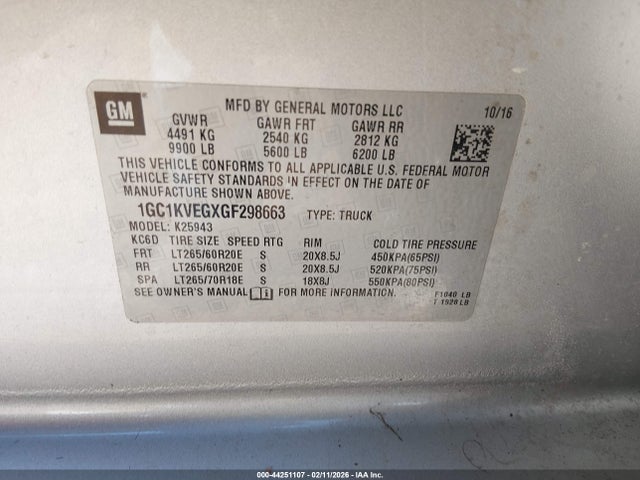 GM
MFD BY GENERAL MOTORS LLC
10/16
GVWR GAWR FRT GAWR RR
4491 KG 2540 KG 2812 KG
9900 LB 5600 LB 6200 LB
THIS VEHICLE CONFORMS TO ALL APPLICABLE U.S. FEDERAL MOTOR
VEHICLE SAFETY STANDARDS IN EFFECT ON THE DATE OF
MANUFACTURE SHOWN ABOVE.
1GC1KVEGXGF298663 TYPE: TRUCK
MODEL: K25943
KC6D TIRE SIZE SPEED RTG RIM COLD TIRE PRESSURE
FRT LT265/60R20E S 20X8.5J 450KPA(65PSI)
RR LT265/60R20E S 20X8.5J 520KPA(75PSI)
SPA LT265/70R18E S 18X8J 550KPA(80PSI)
SEE OWNER'S MANUAL FOR MORE INFORMATION.
F1040 LB
T 1928 LB
000-44251107 - 02/11/2026 - IAAI, Inc.